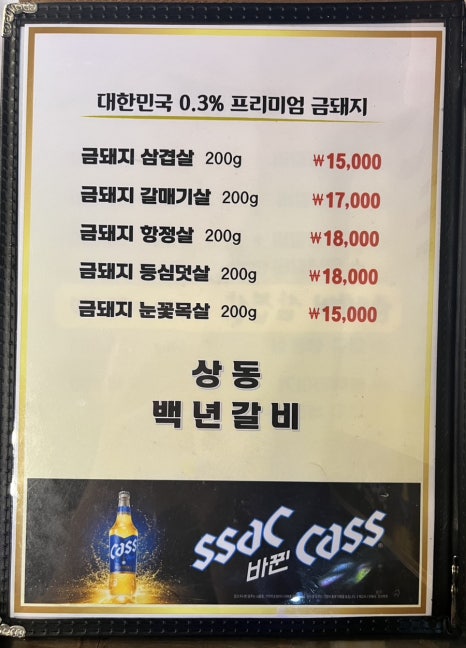 대한민국 0.3% 프리미엄 금돼지
금돼지 삼겹살 200g ₩15,000
금돼지 갈매기살 200g ₩17,000
금돼지 항정살 200g ₩18,000
금돼지 등심덧살 200g ₩18,000
금돼지 눈꽃목살 200g ₩15,000
상동
백년갈비
cass
ssac
바뀐
cass